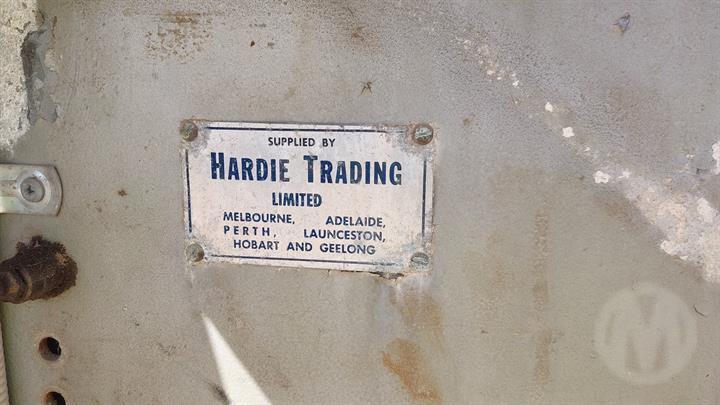 SUPPLIED BY
HARDIE TRADING
LIMITED
MELBOURNE, ADELAIDE,
PERTH, LAUNCESTON,
HOBART AND GEELONG
M